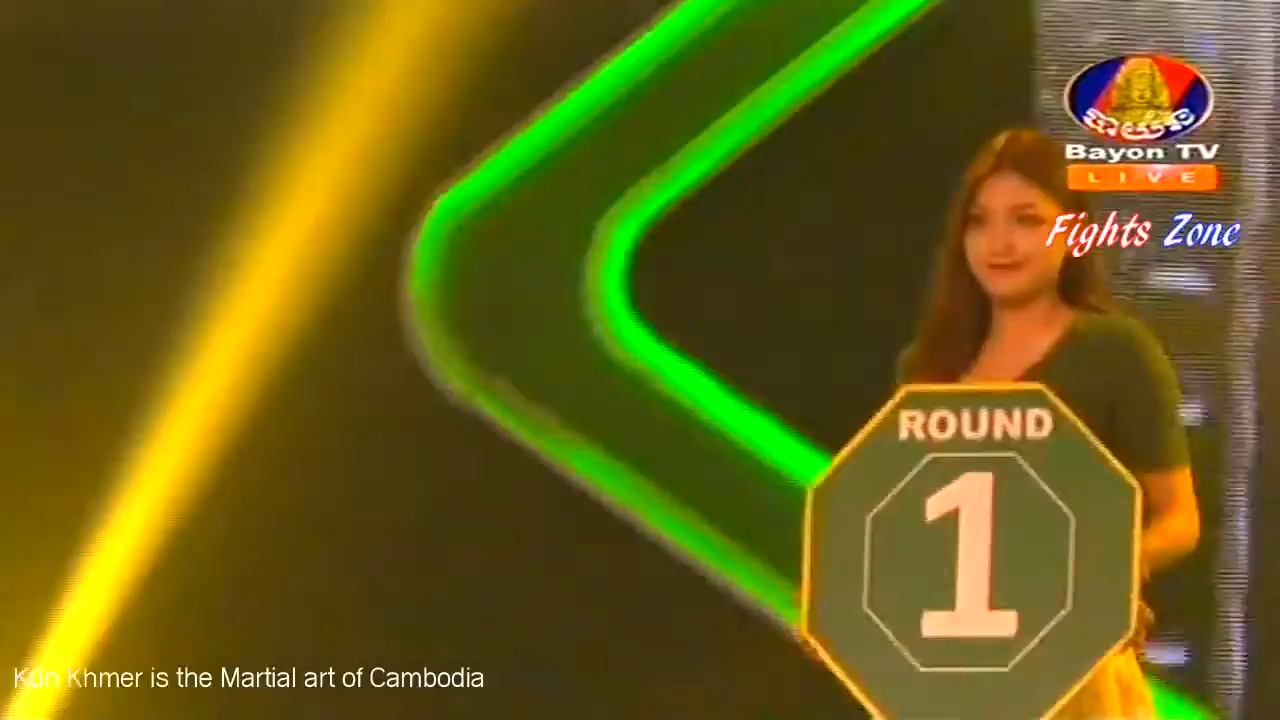 Bayon TV
LIVE
Fights Zone
ROUND
1
Kun Khmer is the Martial art of Cambodia